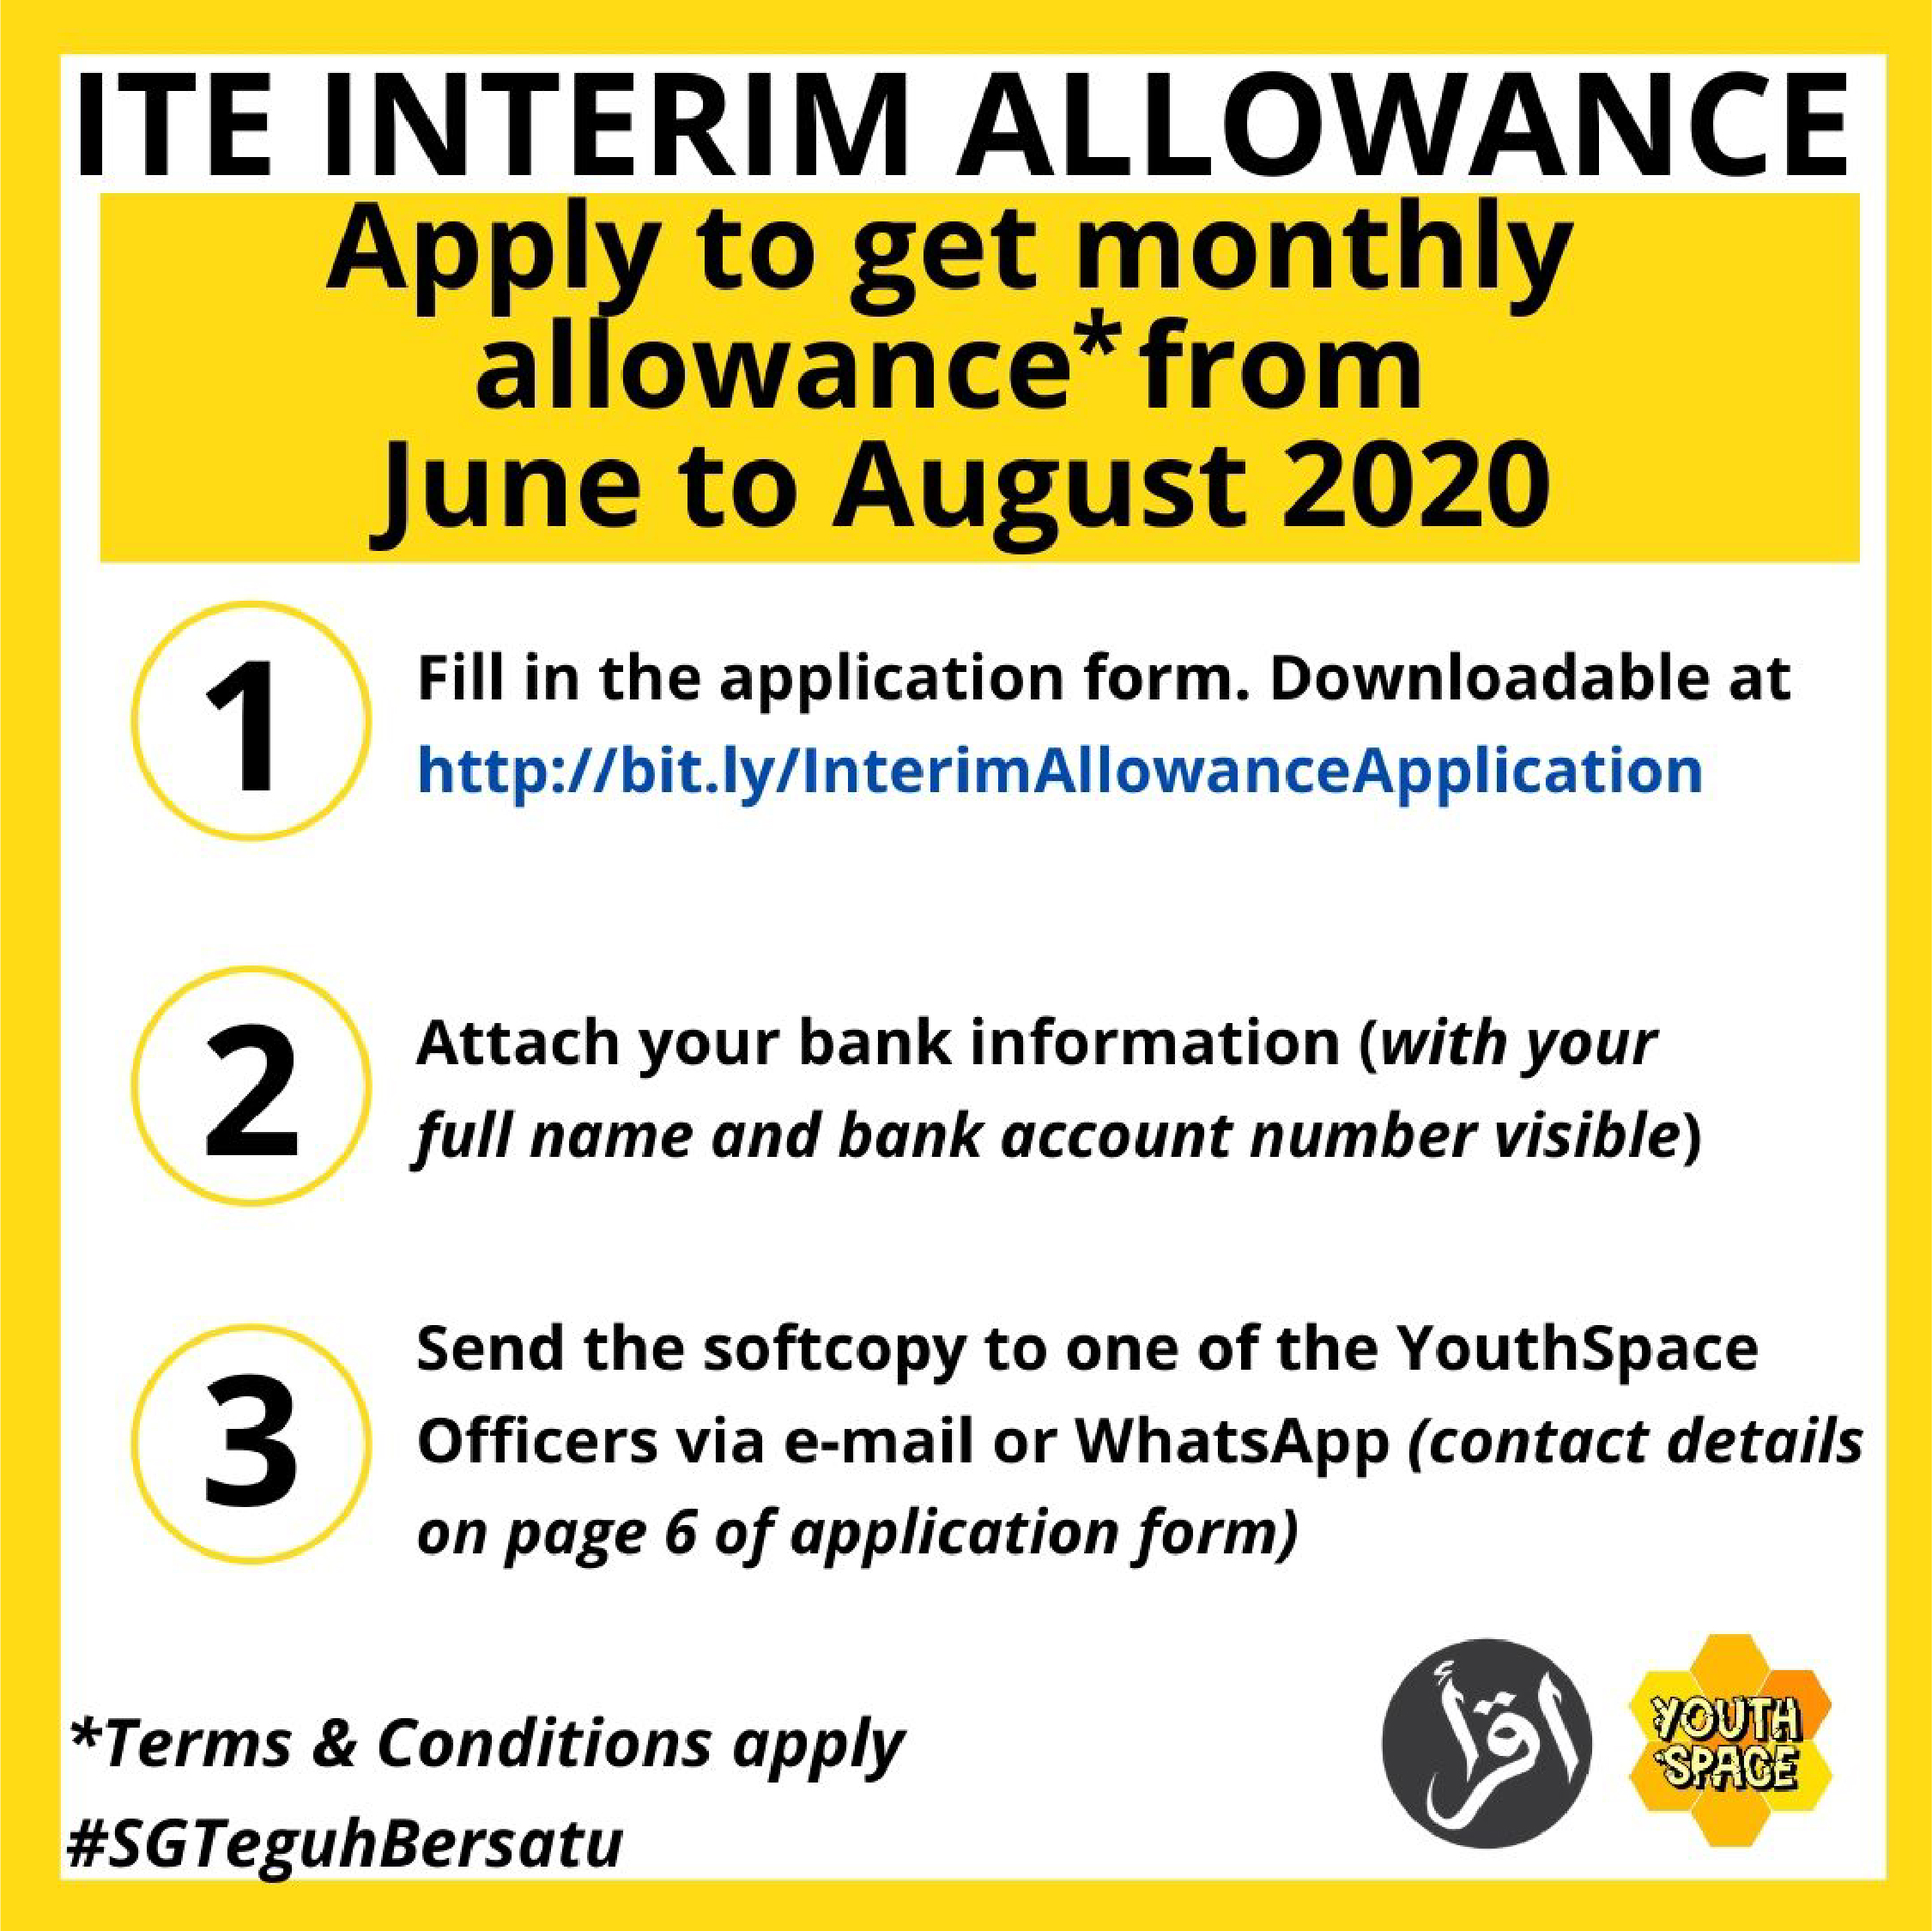 ITE INTERIM ALLOWANCE
Apply to get monthly
allowance* from
June to August 2020
1
Fill in the application form. Downloadable at
http://bit.ly/InterimAllowanceApplication
2
Attach your bank information (with your
full name and bank account number visible)
3
Send the softcopy to one of the YouthSpace
Officers via e-mail or WhatsApp (contact details
on page 6 of application form)
*Terms & Conditions apply
#SGTeguhBersatu
اقرأ
YOUTH
SPACE